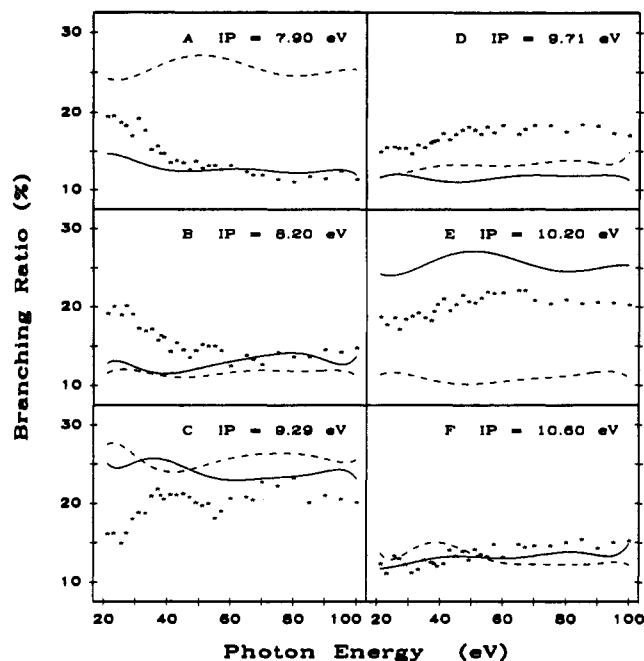 Branching Ratio (%)
30
20
10
A IP = 7.90 eV
D IP = 9.71 eV
30
20
10
B IP = 8.20 eV
E IP = 10.20 eV
30
20
10
C IP = 9.29 eV
F IP = 10.60 eV
20 40 60 80 100
20 40 60 80 100
Photon Energy (eV)